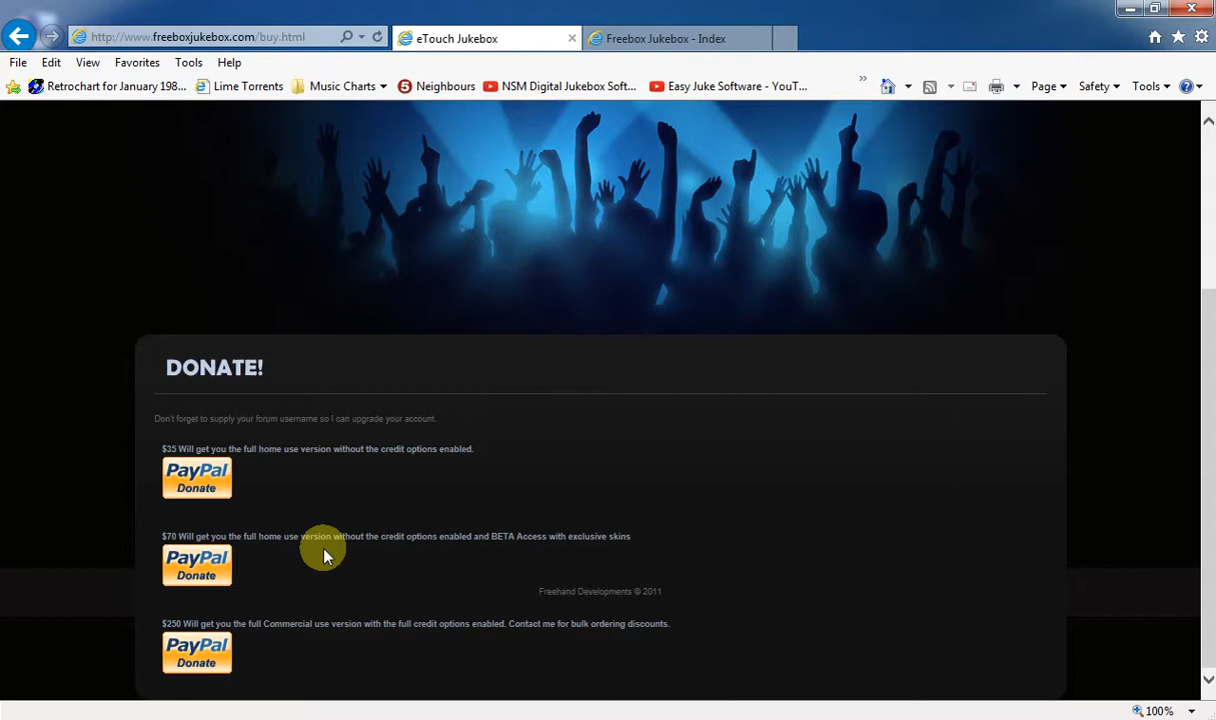 http://www.freeboxjukebox.com/buy.html
eTouch Jukebox
Freebox Jukebox - Index
File Edit View Favorites Tools Help
Retrochart for January 198... Lime Torrents Music Charts Neighbours NSM Digital Jukebox Soft... Easy Juke Software - YouT... » Page Safety Tools
DONATE!
Don't forget to supply your forum username so I can upgrade your account.
$35 Will get you the full home use version without the credit options enabled.
PayPal
Donate
$70 Will get you the full home use version without the credit options enabled and BETA Access with exclusive skins
PayPal
Donate
Freehand Developments © 2011
$250 Will get you the full Commercial use version with the full credit options enabled. Contact me for bulk ordering discounts.
PayPal
Donate
100%